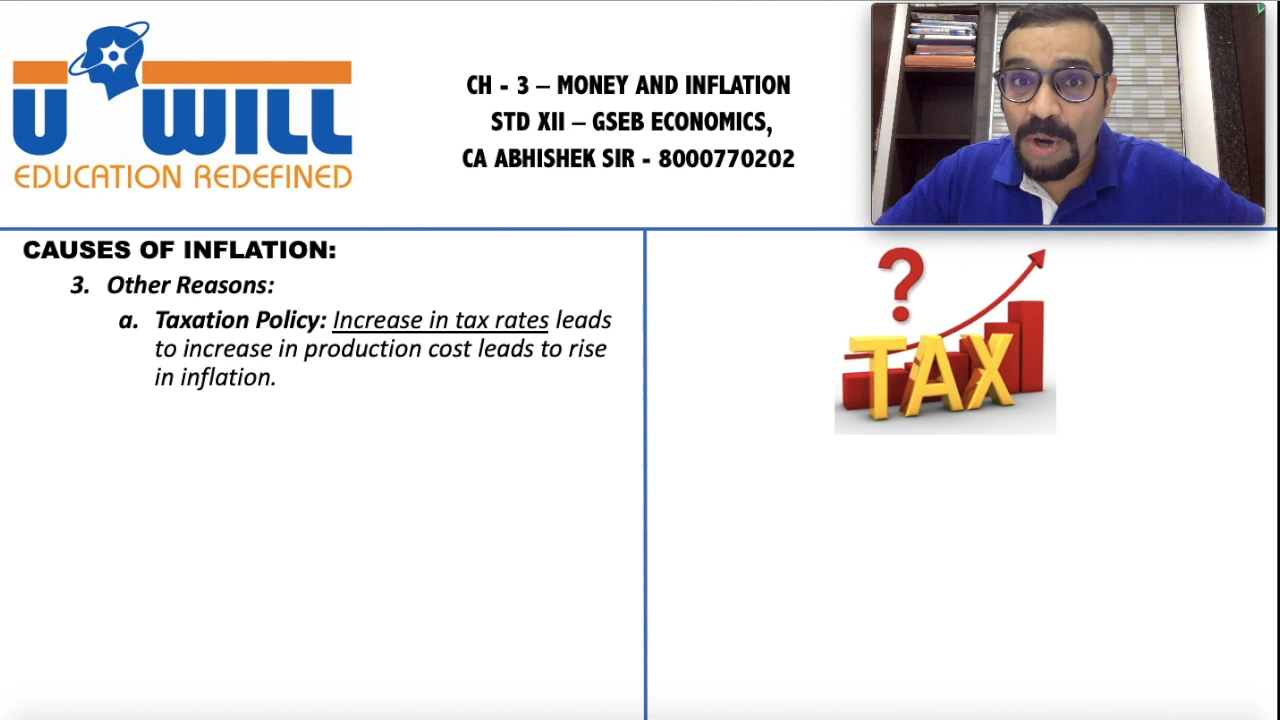 U WILL
EDUCATION REDEFINED
CH - 3 – MONEY AND INFLATION
STD XII – GSEB ECONOMICS,
CA ABHISHEK SIR - 8000770202
CAUSES OF INFLATION:
3. Other Reasons:
a. Taxation Policy: Increase in tax rates leads
to increase in production cost leads to rise
in inflation.
?
TAX